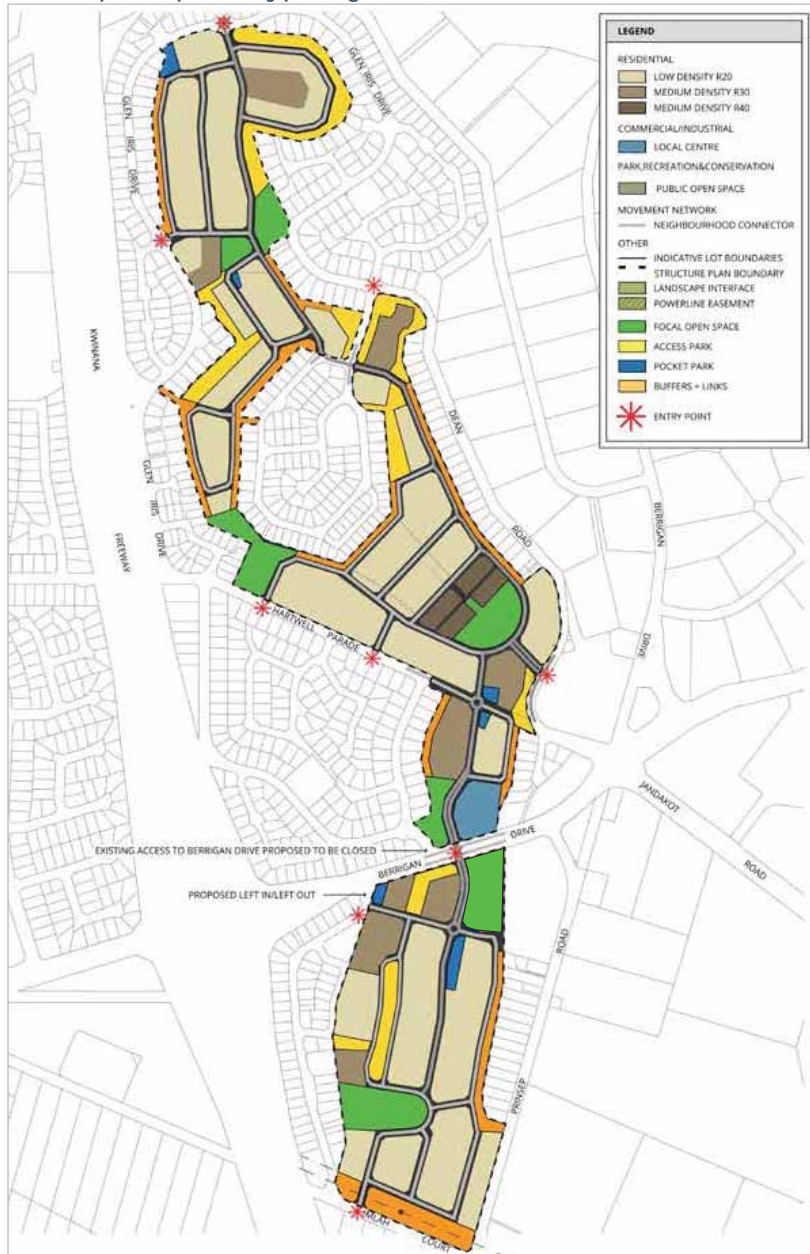 LEGEND
RESIDENTIAL
LOW DENSITY R20
MEDIUM DENSITY R30
MEDIUM DENSITY R40
COMMERCIAL/INDUSTRIAL
LOCAL CENTRE
PARK,RECREATION&CONSERVATION
PUBLIC OPEN SPACE
MOVEMENT NETWORK
NEIGHBOURHOOD CONNECTOR
OTHER
INDICATIVE LOT BOUNDARIES
STRUCTURE PLAN BOUNDARY
LANDSCAPE INTERFACE
POWERLINE EASEMENT
FOCAL OPEN SPACE
ACCESS PARK
POCKET PARK
BUFFERS + LINKS
ENTRY POINT
GLEN IRIS DRIVE
GLEN IRIS DRIVE
KWINANA
FREEWAY
GLEN IRIS DRIVE
DEAN
ROAD
BERRIGAN
DRIVE
HARTWELL PARADE
JANDAKOT
ROAD
EXISTING ACCESS TO BERRIGAN DRIVE PROPOSED TO BE CLOSED
BERRIGAN DRIVE
PROPOSED LEFT IN/LEFT OUT
ROAD
PRINSEP
COURT